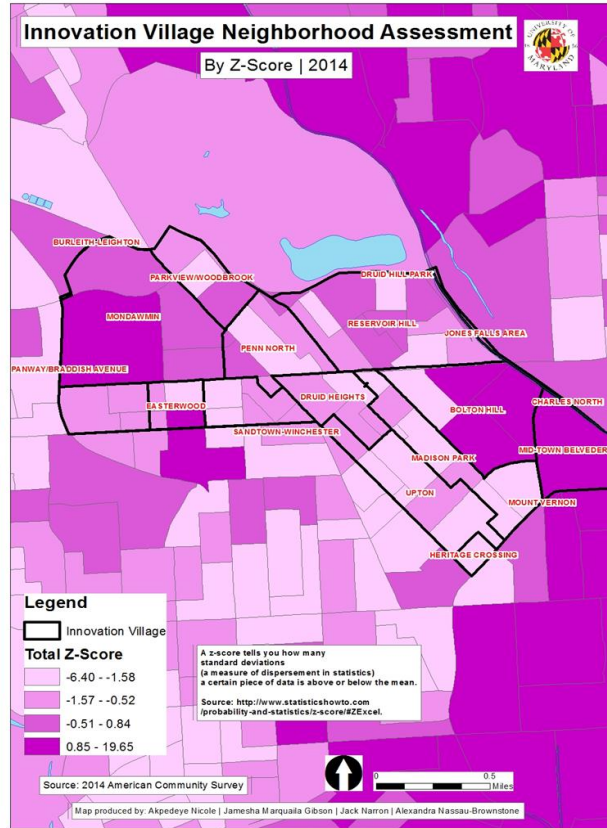 Innovation Village Neighborhood Assessment
By Z-Score | 2014
UNIVERSITY OF
MARYLAND
18 56
BURLEITH-LEIGHTON
PARKVIEW/WOODBROOK
DRUID HILL PARK
MONDAWMIN
RESERVOIR HILL
JONES FALLS AREA
PENN NORTH
PANWAY/BRADDISH AVENUE
DRUID HEIGHTS
CHARLES NORTH
EASTERWOOD
BOLTON HILL
SANDTOWN-WINCHESTER
MID-TOWN BELVEDER
MADISON PARK
UPTON
MOUNT VERNON
HERITAGE CROSSING
Legend
Innovation Village
Total Z-Score
-6.40 - -1.58
-1.57 - -0.52
-0.51 - 0.84
0.85 - 19.65
A z-score tells you how many
standard deviations
(a measure of dispersement in statistics)
a certain piece of data is above or below the mean.
Source: http://www.statisticshowto.com
/probability-and-statistics/z-score/#ZExcel.
Source: 2014 American Community Survey
0 0.5
Miles
Map produced by: Akpedeye Nicole | Jamesha Marquaila Gibson | Jack Narron | Alexandra Nassau-Brownstone